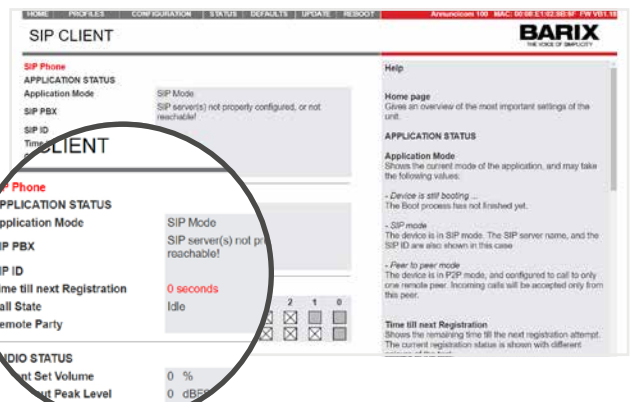 HOME PROFILES CONFIGURATION STATUS DEFAULTS UPDATE REBOOT
Annuncicom 100 MAC: FW VB1.18
SIP CLIENT
BARIX
THE VOICE OF SIMPLICITY
SIP Phone
APPLICATION STATUS
Application Mode SIP Mode
SIP PBX SIP server(s) not properly configured, or not
reachable!
SIP ID
CLIENT
Phone
APPLICATION STATUS
Application Mode SIP Mode
SIP PBX SIP server(s) not
reachable!
SIP ID
Time till next Registration 0 seconds
Call State Idle
Remote Party
2 1 0
AUDIO STATUS
Set Volume 0 %
Peak Level 0
Help
Home page
Gives an overview of the most important settings of the
unit.
APPLICATION STATUS
Application Mode
Shows the current mode of the application, and may take
the following values:
- Device is still booting ...
The Boot process has not finished yet.
- SIP mode
The device is in SIP mode. The SIP server name, and the
SIP ID are also shown in this case
- Peer to peer mode
The device is in P2P mode, and configured to call to only
one remote peer. Incoming calls will be accepted only from
this peer.
Time till next Registration
Shows the remaining time till the next registration attempt.
The current registration status is shown with different